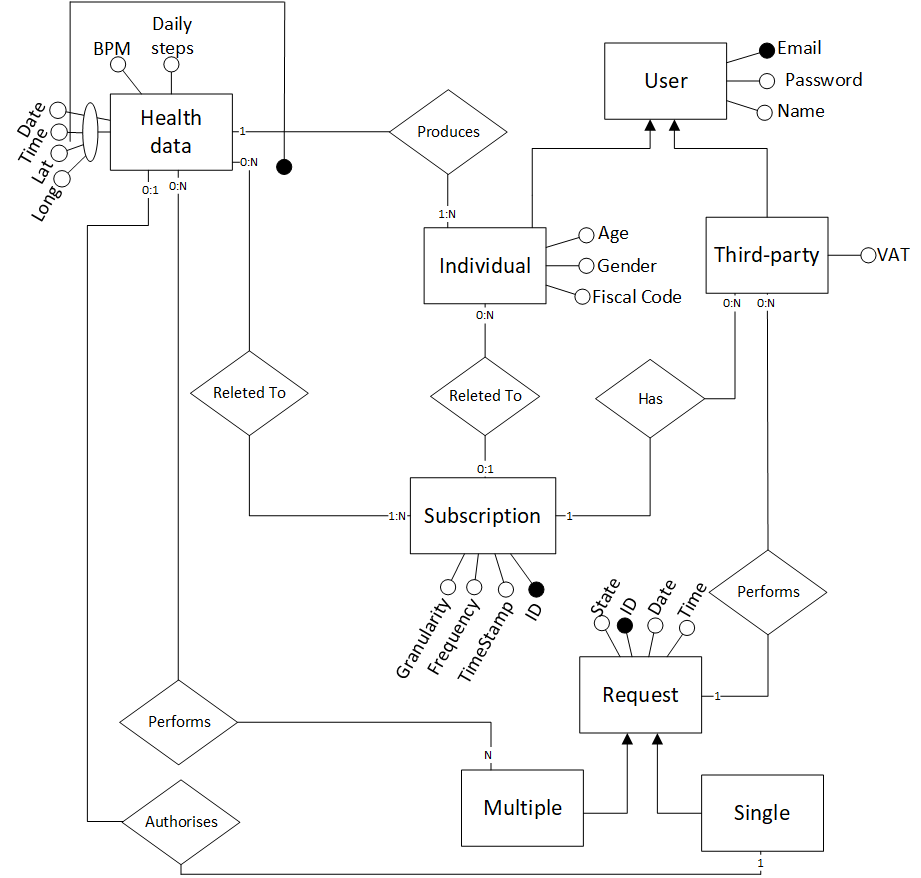 Daily
steps
BPM
Email
User
Password
Name
Date
Time
Lat
Long
Health
data
1
Produces
0:N
0:1
0:N
1:N
Individual
Age
Gender
Fiscal Code
Third-party
VAT
0:N
0:N
0:N
Releted To
Releted To
Has
0:1
1:N
Subscription
1
Granularity
Frequency
TimeStamp
ID
State
ID
Date
Time
Performs
Request
1
Performs
N
Multiple
Single
Authorises
1